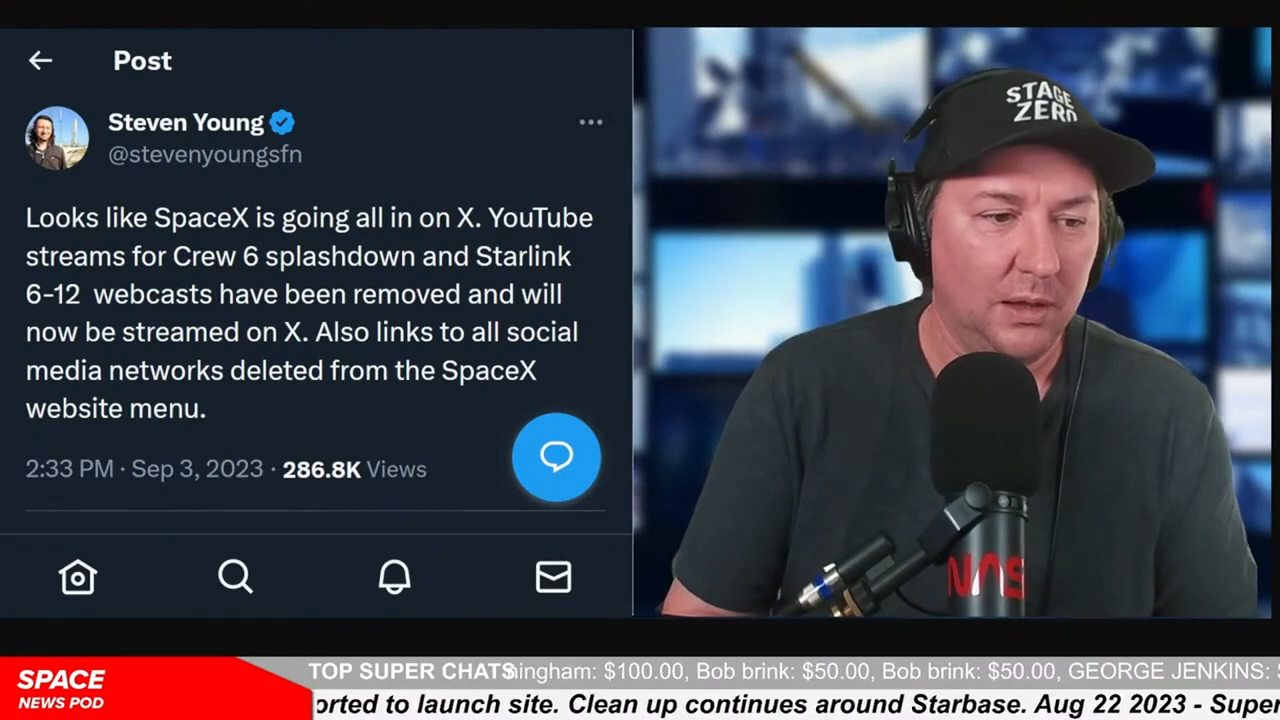 Post
Steven Young
@stevenyoungsfn
Looks like SpaceX is going all in on X. YouTube
streams for Crew 6 splashdown and Starlink
6-12 webcasts have been removed and will
now be streamed on X. Also links to all social
media networks deleted from the SpaceX
website menu.
2:33 PM · Sep 3, 2023 · 286.8K Views
STAGE
ZERO
NAS
SPACE
NEWS POD
TOP SUPER CHATS ningham: $100.00, Bob brink: $50.00, Bob brink: $50.00, GEORGE JENKINS: $
orted to launch site. Clean up continues around Starbase. Aug 22 2023 - Super